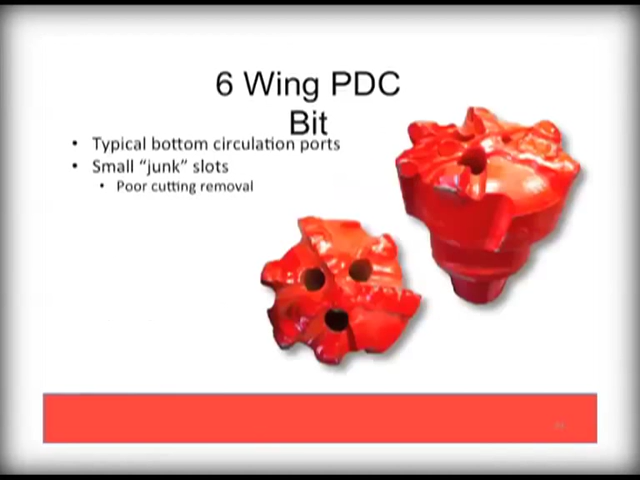 6 Wing PDC
Bit
• Typical bottom circulation ports
• Small “junk” slots
• Poor cutting removal